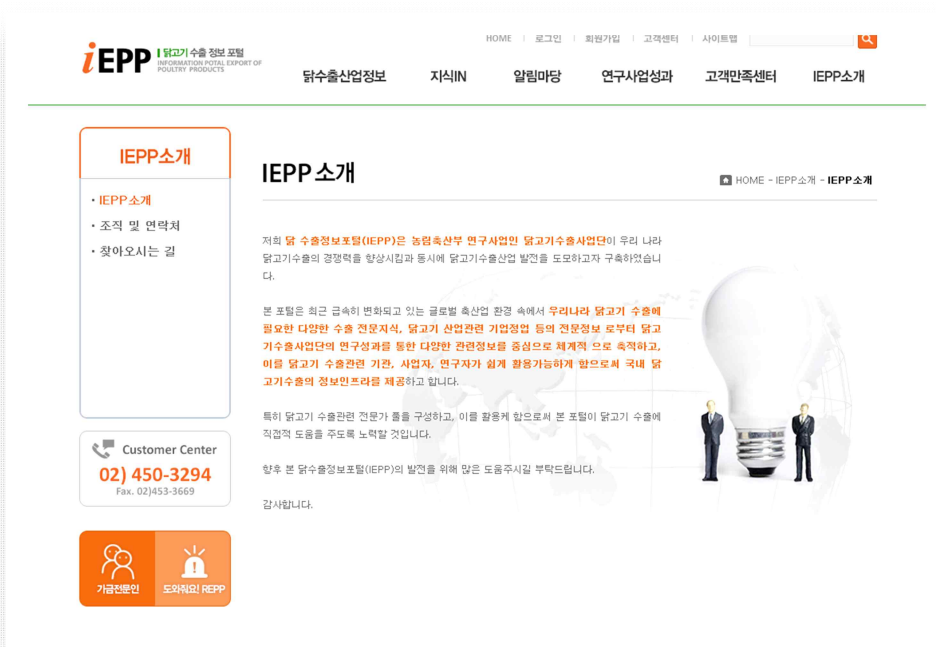 HOME 로그인 회원가입 고객센터 사이트맵
iEPP 닭고기 수출 정보 포털
INFORMATION POTAL EXPORT OF
POULTRY PRODUCTS
닭수출산업정보 지식IN 알림마당 연구사업성과 고객만족센터 IEPP소개
IEPP소개
• IEPP소개
• 조직 및 연락처
• 찾아오시는 길
Customer Center
02) 450-3294
Fax. 02)453-3669
가금전문인 도와줘요! REPP
IEPP 소개
HOME - IEPP소개 - IEPP소개
저희 닭 수출정보포털(IEPP)은 농림축산부 연구사업인 닭고기수출사업단이 우리 나라
닭고기수출의 경쟁력를 향상시킴과 동시에 닭고기수출산업 발전을 도모하고자 구축하였습니
다.
본 포털은 최근 급속히 변화되고 있는 글로벌 축산업 환경 속에서 우리나라 닭고기 수출에
필요한 다양한 수출 전문지식, 닭고기 산업관련 기업정업 등의 전문정보 로부터 닭고
기수출사업단의 연구성과를 통한 다양한 관련정보를 중심으로 체계적 으로 축적하고,
이를 닭고기 수출관련 기관, 사업자, 연구자가 쉽게 활용가능하게 함으로써 국내 닭
고기수출의 정보인프라를 제공하고 합니다.
특히 닭고기 수출관련 전문가 풀을 구성하고, 이를 활용케 함으로써 본 포털이 닭고기 수출에
직접적 도움을 주도록 노력할 것입니다.
향후 본 닭수출정보포털(IEPP)의 발전을 위해 많은 도움주시길 부탁드립니다.
감사합니다.